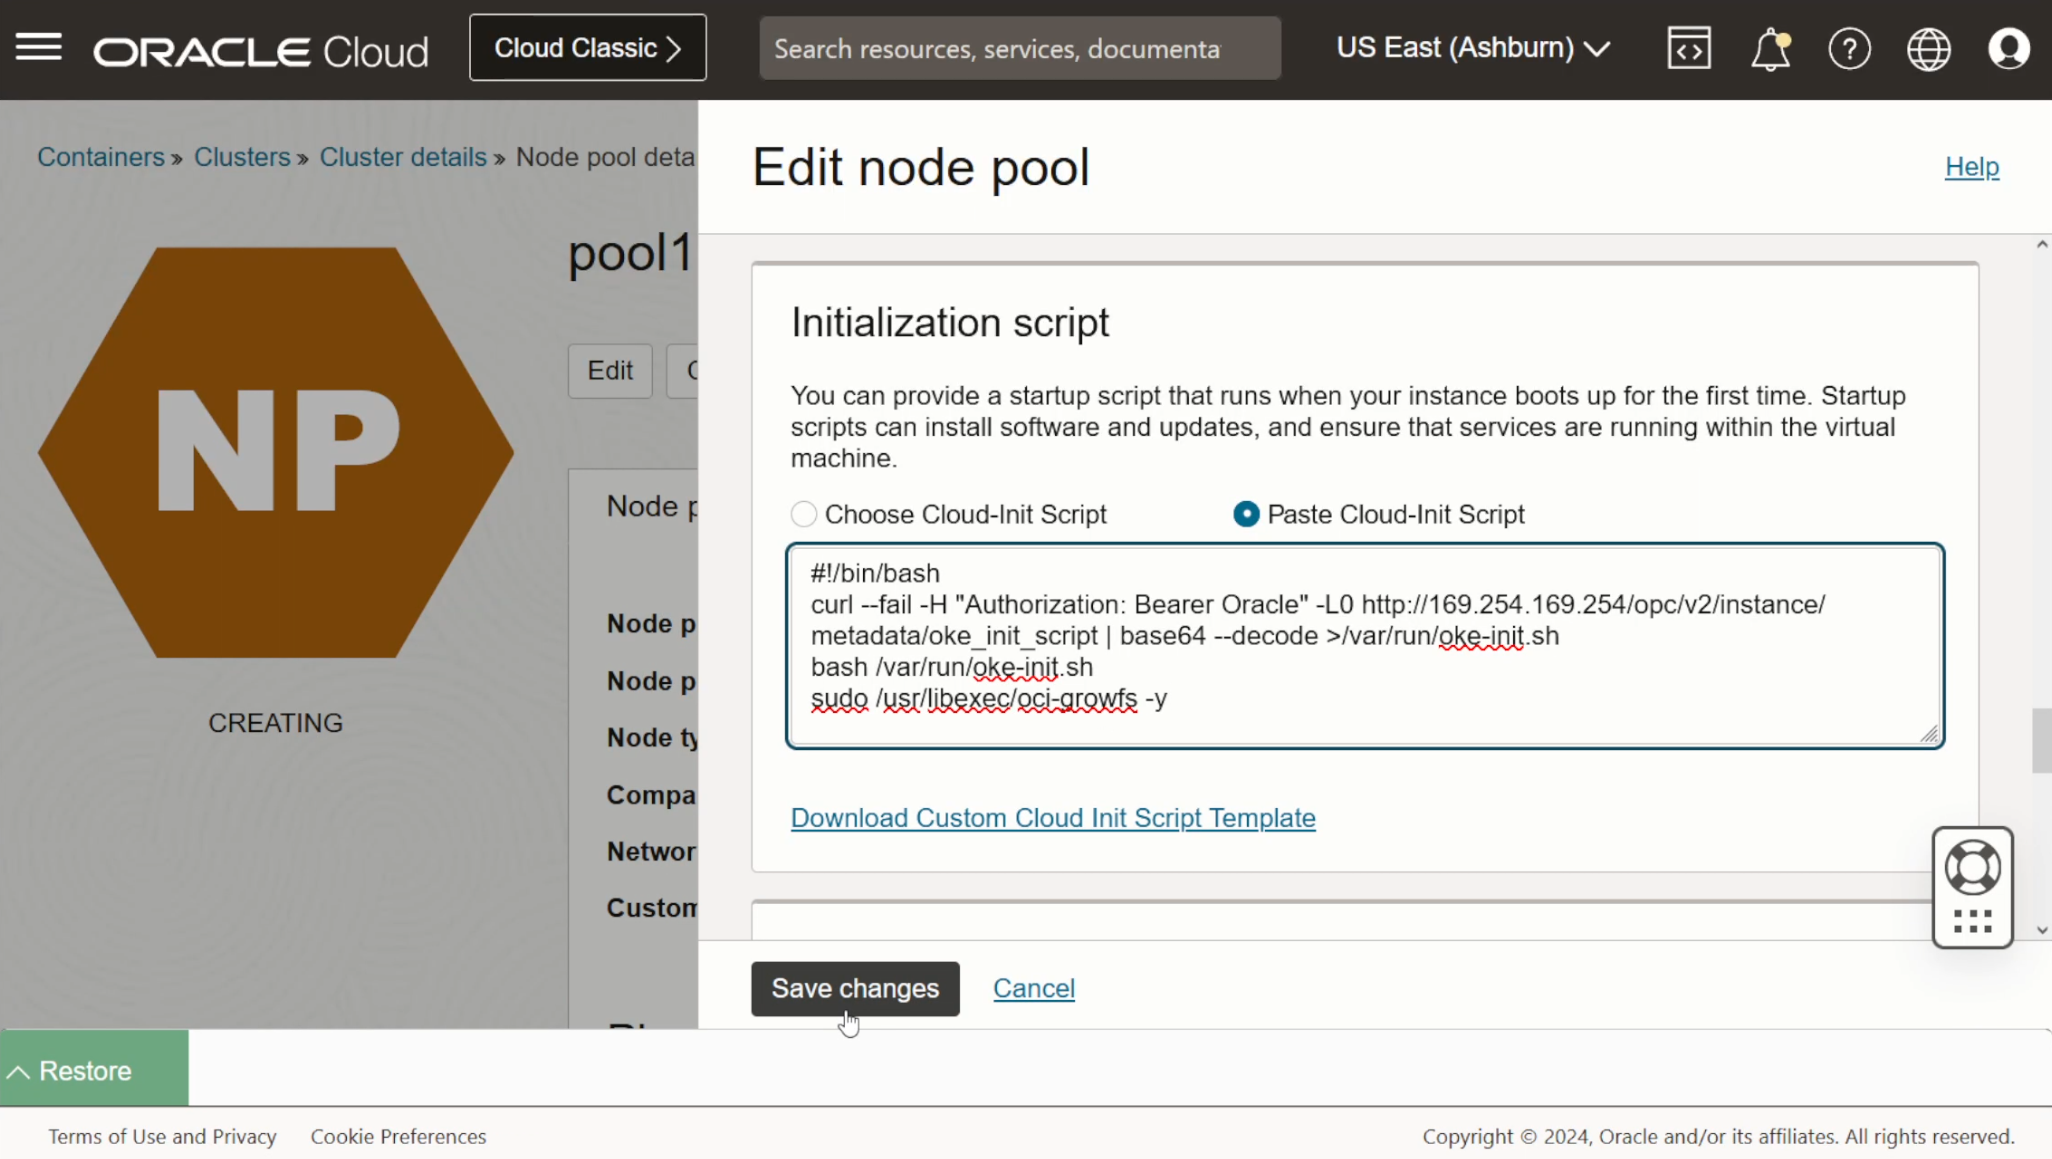 ORACLE Cloud
Cloud Classic
Search resources, services, documenta
US East (Ashburn)
Containers » Clusters » Cluster details » Node pool deta
NP
CREATING
pool1
Edit
Node p
Node p
Node p
Node ty
Compa
Networ
Custom
Edit node pool
Help
Initialization script
You can provide a startup script that runs when your instance boots up for the first time. Startup
scripts can install software and updates, and ensure that services are running within the virtual
machine.
Choose Cloud-Init Script
Paste Cloud-Init Script
#!/bin/bash
curl --fail -H "Authorization: Bearer Oracle" -L0 http://169.254.169.254/opc/v2/instance/
metadata/oke_init_script | base64 --decode >/var/run/oke-init.sh
bash /var/run/oke-init.sh
sudo /usr/libexec/oci-growfs -y
Download Custom Cloud Init Script Template
Save changes
Cancel
Restore
Terms of Use and Privacy
Cookie Preferences
Copyright © 2024, Oracle and/or its affiliates. All rights reserved.